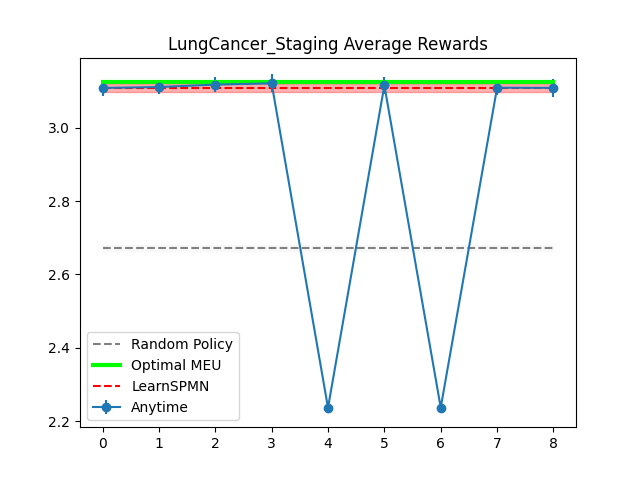 LungCancer_Staging Average Rewards
3.0
2.8
2.6
2.4
2.2
Random Policy
Optimal MEU
LearnSPMN
Anytime
0 1 2 3 4 5 6 7 8